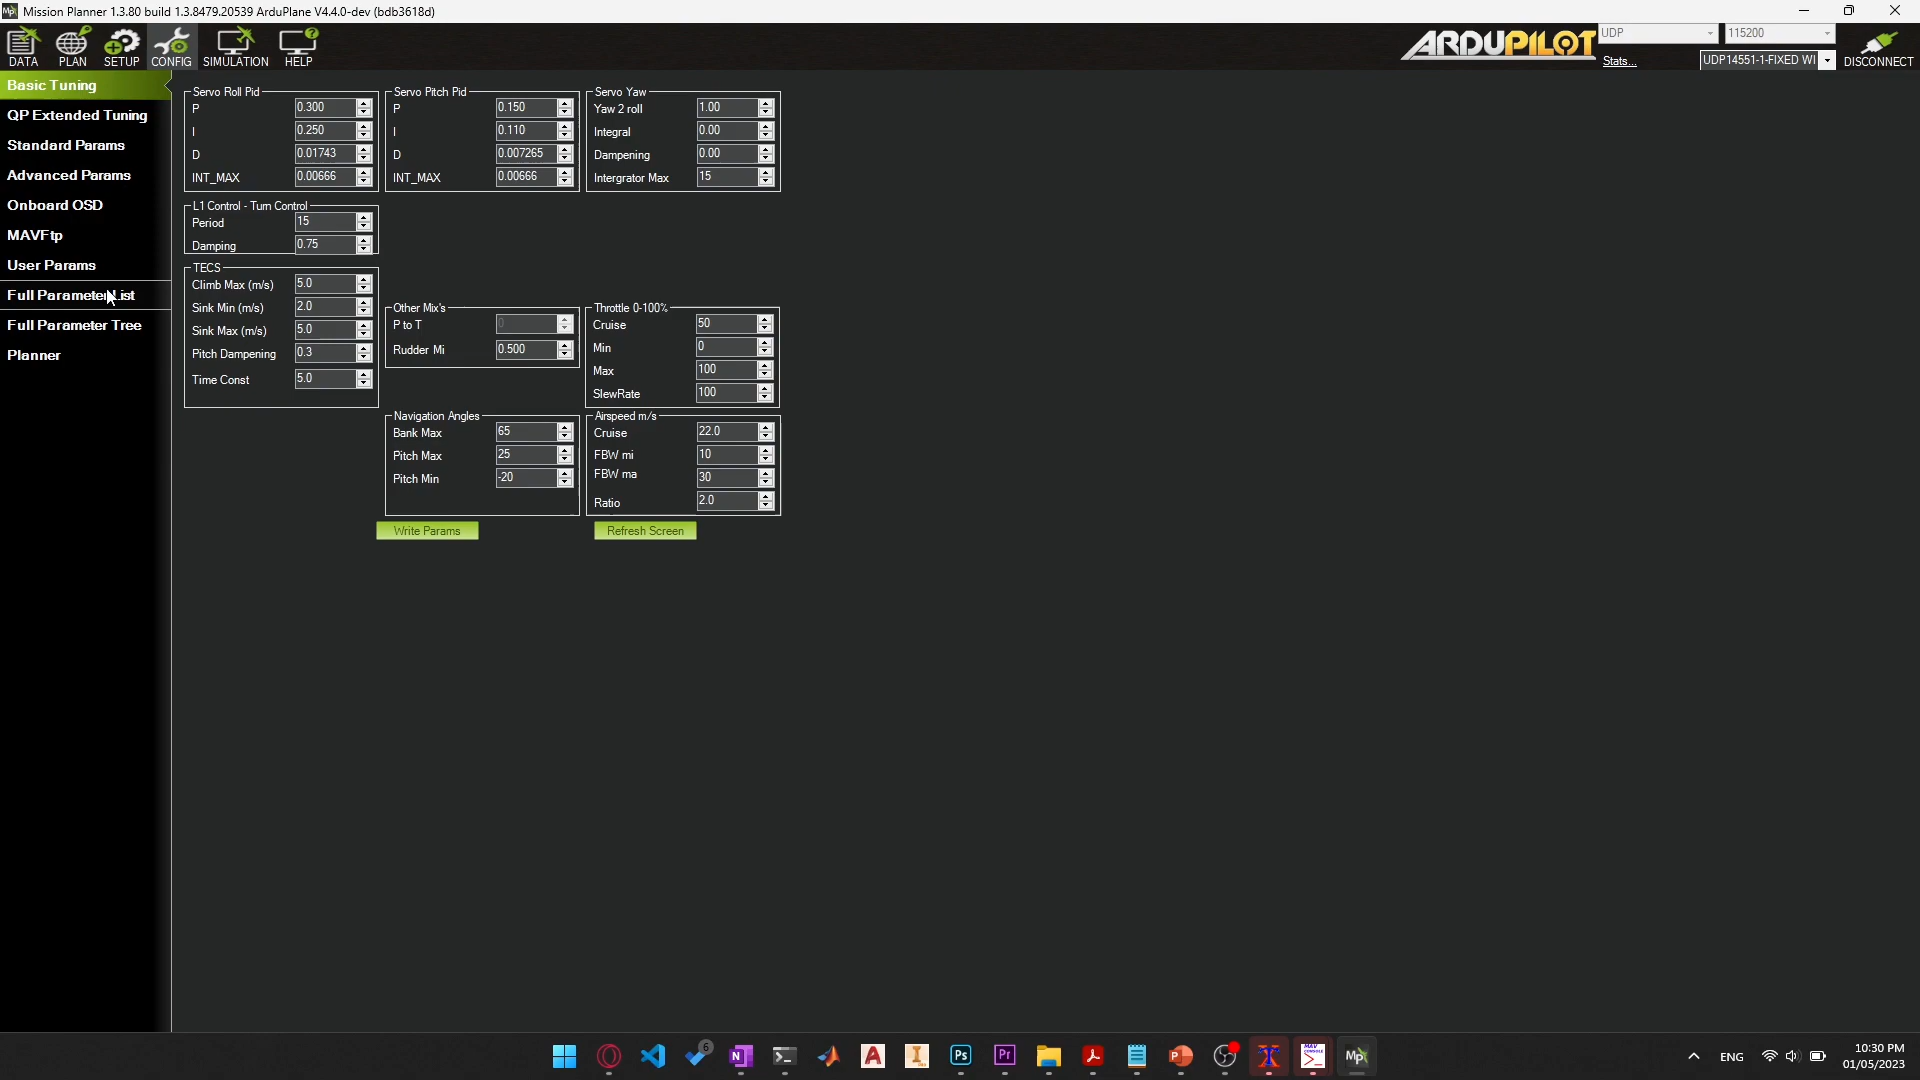 Mission Planner 1.3.80 build 1.3.8479.20539 ArduPlane V4.4.0-dev (bdb3618d)
DATA PLAN SETUP CONFIG SIMULATION HELP
ARDUPILOT
UDP 115200
Stats... UDP14551-1-FIXED WI DISCONNECT
Basic Tuning
QP Extended Tuning
Standard Params
Advanced Params
Onboard OSD
MAVFtp
User Params
Full Parameter List
Full Parameter Tree
Planner
Servo Roll Pid
P 0.300
I 0.250
D 0.01743
INT_MAX 0.00666
Servo Pitch Pid
P 0.150
I 0.110
D 0.007265
INT_MAX 0.00666
Servo Yaw
Yaw 2 roll 1.00
Integral 0.00
Dampening 0.00
Intergrator Max 15
L1 Control - Turn Control
Period 15
Damping 0.75
TECS
Climb Max (m/s) 5.0
Sink Min (m/s) 2.0
Sink Max (m/s) 5.0
Pitch Dampening 0.3
Time Const 5.0
Other Mix's
P to T 0
Rudder Mi 0.500
Throttle 0-100%
Cruise 50
Min 0
Max 100
SlewRate 100
Navigation Angles
Bank Max 65
Pitch Max 25
Pitch Min -20
Airspeed m/s
Cruise 22.0
FBW mi 10
FBW ma 30
Ratio 2.0
Write Params
Refresh Screen
6
N
A
I
Ps
Pr
P
MAV
CONSOLE
Mp
ENG
10:30 PM
01/05/2023